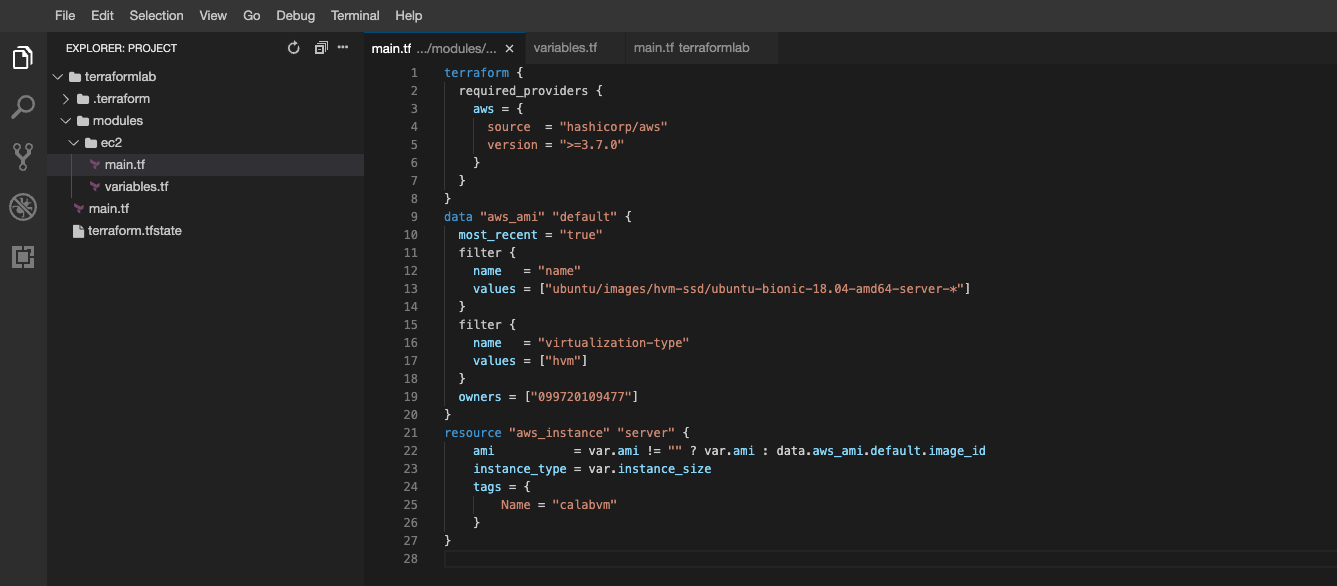 File Edit Selection View Go Debug Terminal Help
EXPLORER: PROJECT
terraformlab
.terraform
modules
ec2
main.tf
variables.tf
main.tf
terraform.tfstate
main.tf .../modules/... × variables.tf main.tf terraformlab
1 terraform {
2   required_providers {
3     aws = {
4       source  = "hashicorp/aws"
5       version = ">=3.7.0"
6     }
7   }
8 }
9 data "aws_ami" "default" {
10   most_recent = "true"
11   filter {
12     name   = "name"
13     values = ["ubuntu/images/hvm-ssd/ubuntu-bionic-18.04-amd64-server-*"]
14   }
15   filter {
16     name   = "virtualization-type"
17     values = ["hvm"]
18   }
19   owners = ["099720109477"]
20 }
21 resource "aws_instance" "server" {
22     ami           = var.ami != "" ? var.ami : data.aws_ami.default.image_id
23     instance_type = var.instance_size
24     tags = {
25         Name = "calabvm"
26     }
27 }
28